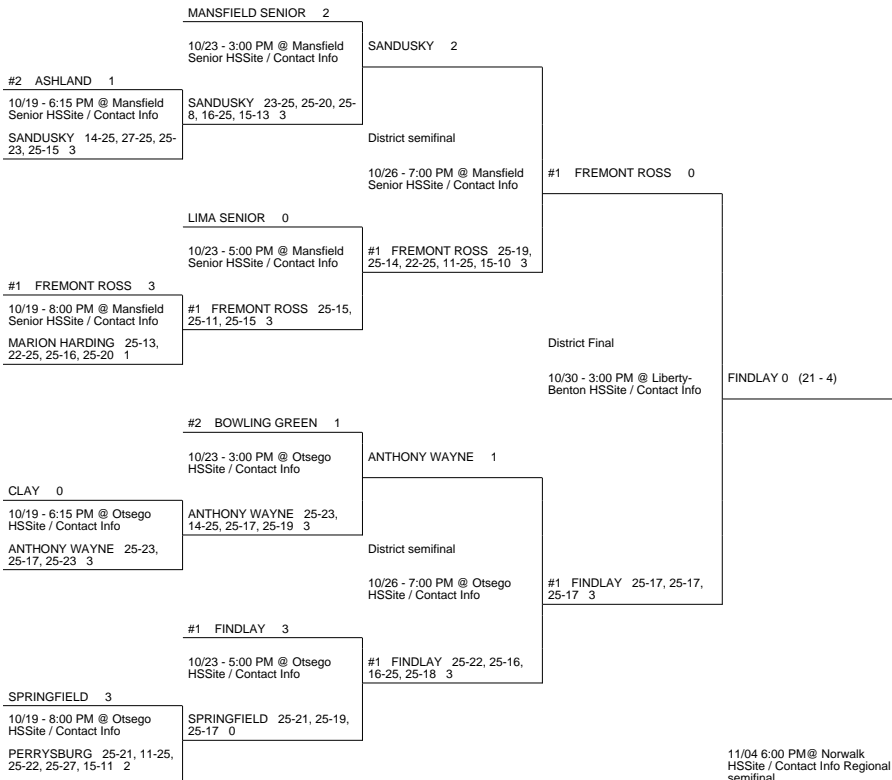 MANSFIELD SENIOR 2
10/23 - 3:00 PM @ Mansfield
Senior HSSite / Contact Info
SANDUSKY 2
#2 ASHLAND 1
10/19 - 6:15 PM @ Mansfield
Senior HSSite / Contact Info
SANDUSKY 23-25, 25-20, 25-
8, 16-25, 15-13 3
SANDUSKY 14-25, 27-25, 25-
23, 25-15 3
District semifinal
10/26 - 7:00 PM @ Mansfield
Senior HSSite / Contact Info
#1 FREMONT ROSS 0
LIMA SENIOR 0
10/23 - 5:00 PM @ Mansfield
Senior HSSite / Contact Info
#1 FREMONT ROSS 25-19,
25-14, 22-25, 11-25, 15-10 3
#1 FREMONT ROSS 3
10/19 - 8:00 PM @ Mansfield
Senior HSSite / Contact Info
#1 FREMONT ROSS 25-15,
25-11, 25-15 3
MARION HARDING 25-13,
22-25, 25-16, 25-20 1
District Final
10/30 - 3:00 PM @ Liberty-
Benton HSSite / Contact Info
FINDLAY 0 (21 - 4)
#2 BOWLING GREEN 1
10/23 - 3:00 PM @ Otsego
HSSite / Contact Info
ANTHONY WAYNE 1
CLAY 0
10/19 - 6:15 PM @ Otsego
HSSite / Contact Info
ANTHONY WAYNE 25-23,
14-25, 25-17, 25-19 3
ANTHONY WAYNE 25-23,
25-17, 25-23 3
District semifinal
10/26 - 7:00 PM @ Otsego
HSSite / Contact Info
#1 FINDLAY 25-17, 25-17,
25-17 3
#1 FINDLAY 3
10/23 - 5:00 PM @ Otsego
HSSite / Contact Info
#1 FINDLAY 25-22, 25-16,
16-25, 25-18 3
SPRINGFIELD 3
10/19 - 8:00 PM @ Otsego
HSSite / Contact Info
SPRINGFIELD 25-21, 25-19,
25-17 0
PERRYSBURG 25-21, 11-25,
25-22, 25-27, 15-11 2
11/04 6:00 PM@ Norwalk
HSSite / Contact Info Regional
semifinal